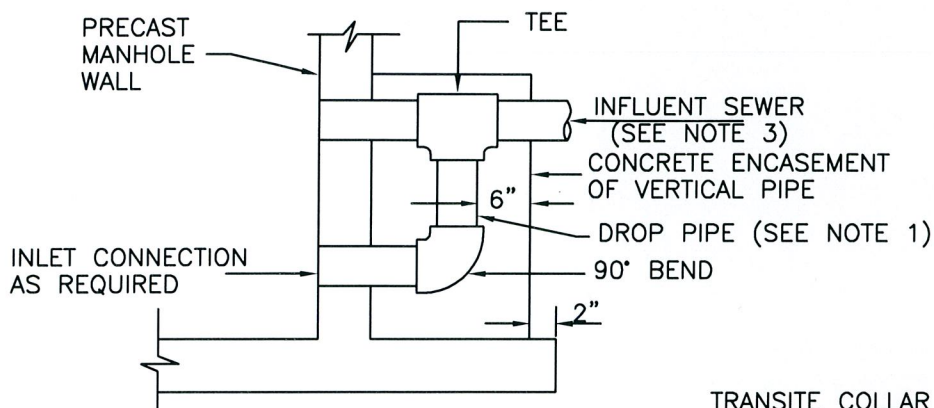 PRECAST
MANHOLE
WALL
TEE
INFLUENT SEWER
(SEE NOTE 3)
CONCRETE ENCASEMENT
OF VERTICAL PIPE
6"
DROP PIPE (SEE NOTE 1)
INLET CONNECTION
AS REQUIRED
90° BEND
2"
TRANSITE COLLAR